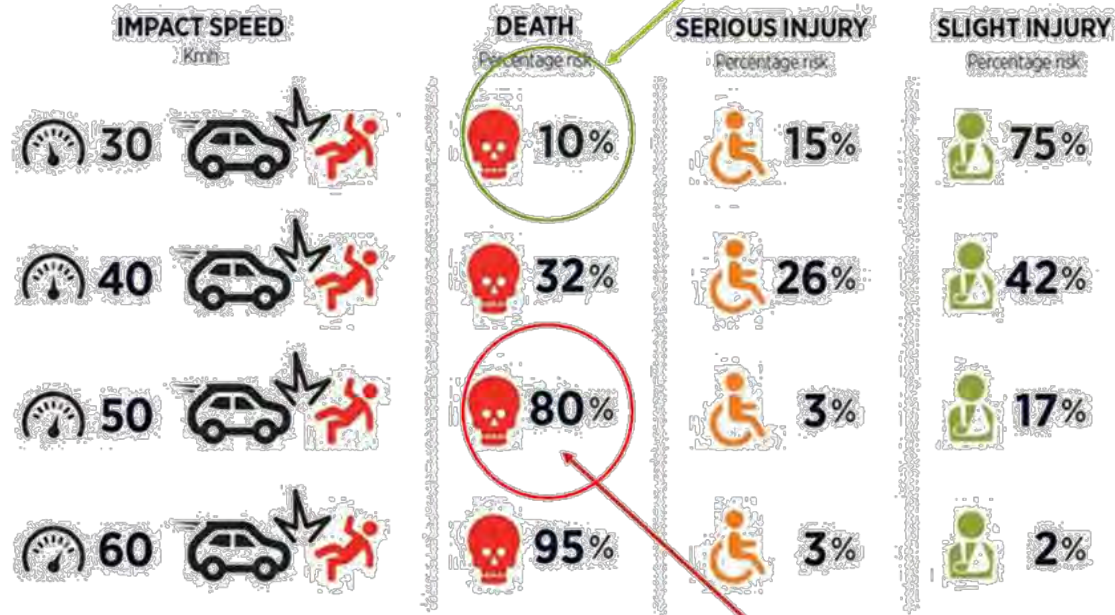 IMPACT SPEED DEATH SERIOUS INJURY SLIGHT INJURY
Kmh Percentage risk Percentage risk Percentage risk
30 10% 15% 75%
40 32% 26% 42%
50 80% 3% 17%
60 95% 3% 2%